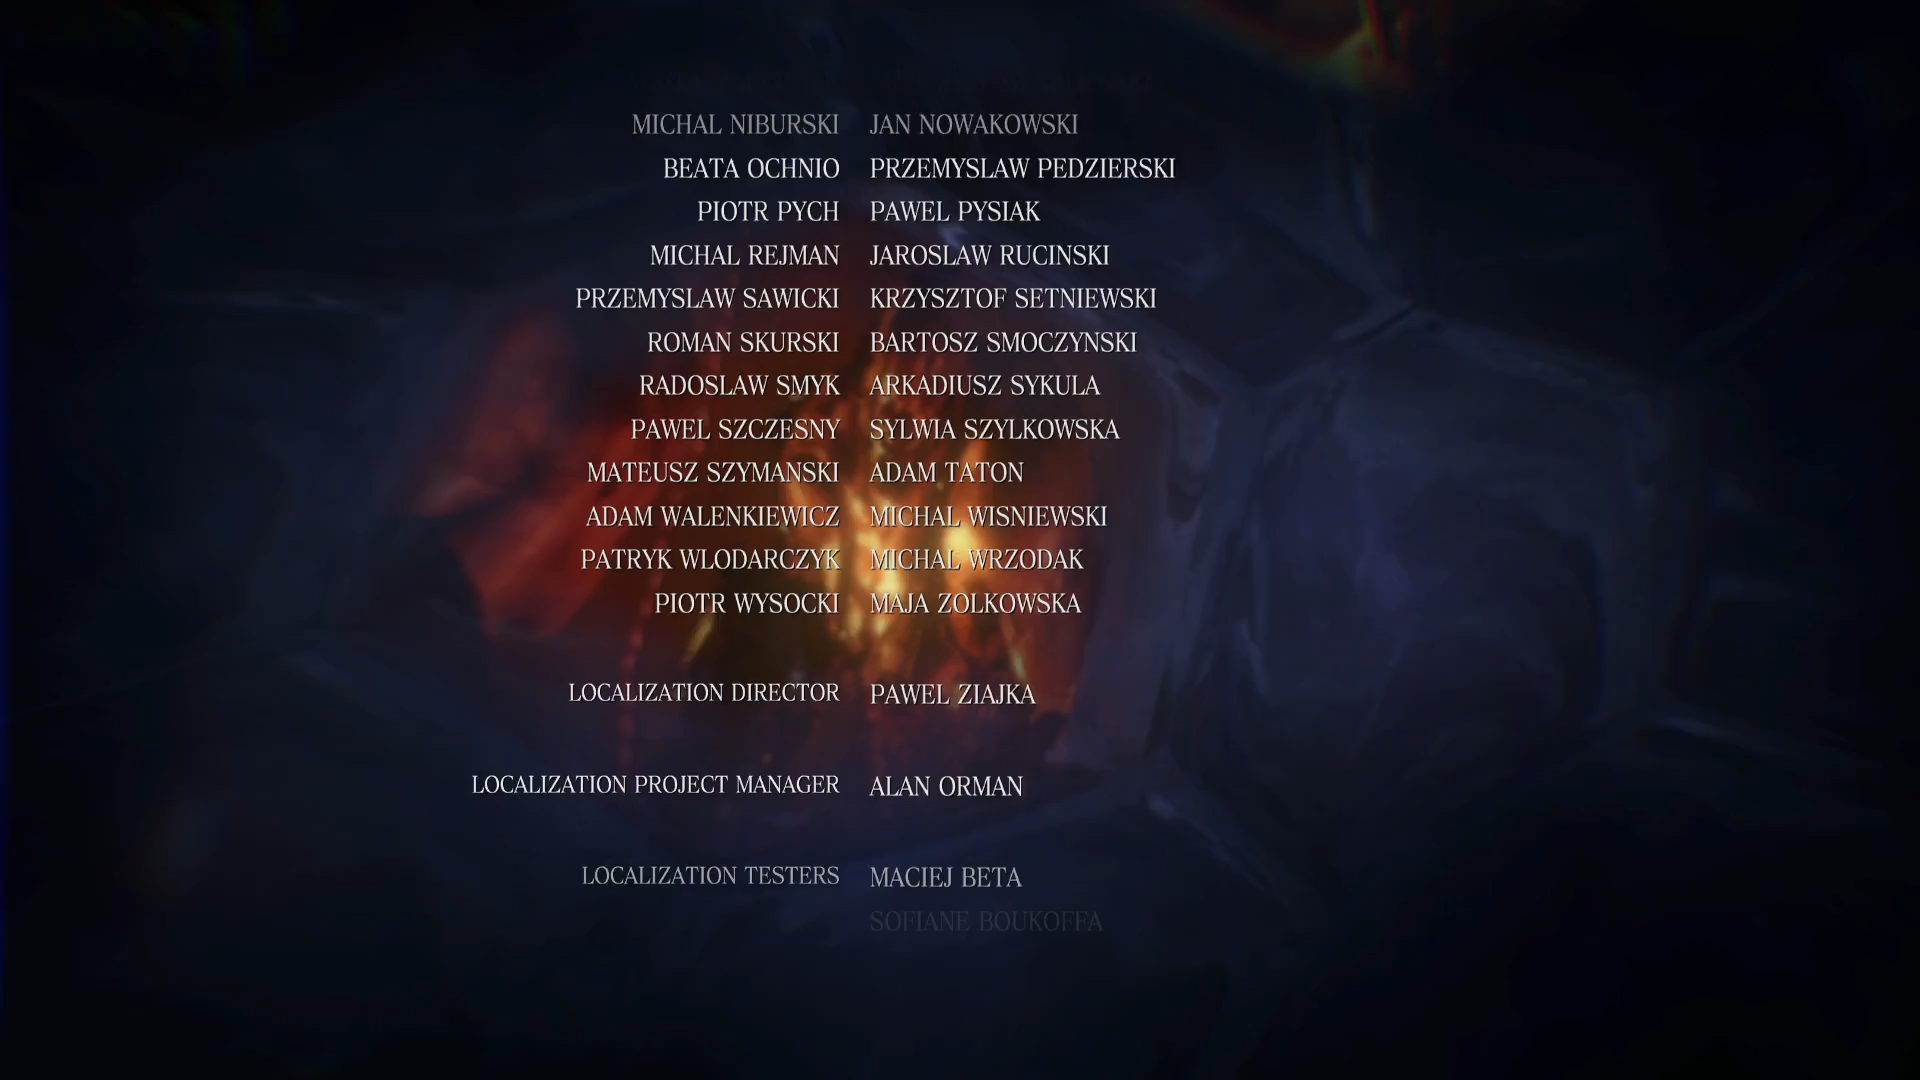 MICHAL NIBURSKI JAN NOWAKOWSKI
BEATA OCHNIO PRZEMYSLAW PEDZIERSKI
PIOTR PYCH PAWEL PYSIAK
MICHAL REJMAN JAROSLAW RUCINSKI
PRZEMYSLAW SAWICKI KRZYSZTOF SETNIEWSKI
ROMAN SKURSKI BARTOSZ SMOCZYNSKI
RADOSLAW SMYK ARKADIUSZ SYKULA
PAWEL SZCZESNY SYLWIA SZYLKOWSKA
MATEUSZ SZYMANSKI ADAM TATON
ADAM WALENKIEWICZ MICHAL WISNIEWSKI
PATRYK WLODARCZYK MICHAL WRZODAK
PIOTR WYSOCKI MAJA ZOLKOWSKA
LOCALIZATION DIRECTOR PAWEL ZIAJKA
LOCALIZATION PROJECT MANAGER ALAN ORMAN
LOCALIZATION TESTERS MACIEJ BETA
SOFIANE BOUKOFFA